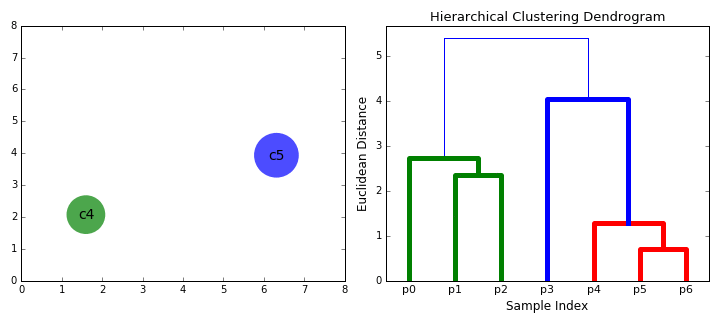 8
7
6
5
4
3
2
1
0
c5
c4
0 1 2 3 4 5 6 7 8
Hierarchical Clustering Dendrogram
Euclidean Distance
5
4
3
2
1
0
p0 p1 p2 p3 p4 p5 p6
Sample Index